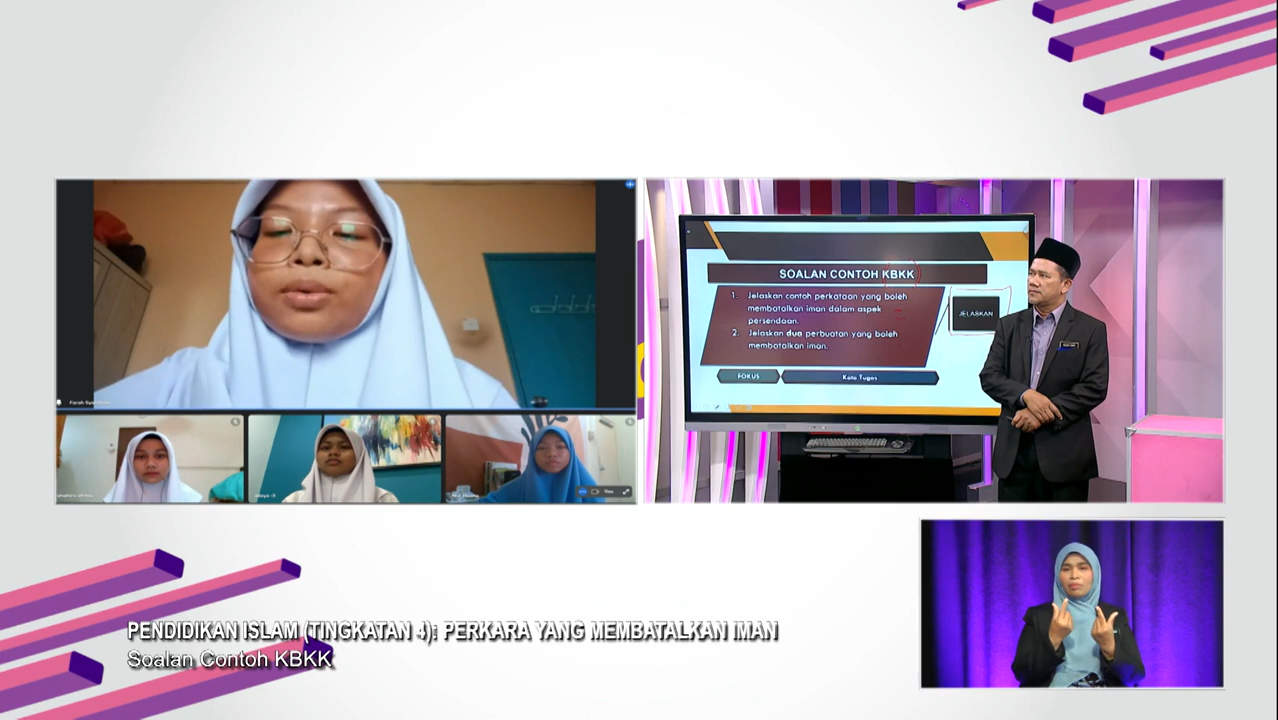 SOALAN CONTOH KBKK
1. Jelaskan contoh perkataan yang boleh
membatalkan iman dalam aspek
persendaan.
2. Jelaskan dua perbuatan yang boleh
membatalkan iman.
JELASKAN
FOKUS
Kata Tugas
You
PENDIDIKAN ISLAM (TINGKATAN 4): PERKARA YANG MEMBATALKAN IMAN
Soalan Contoh KBKK